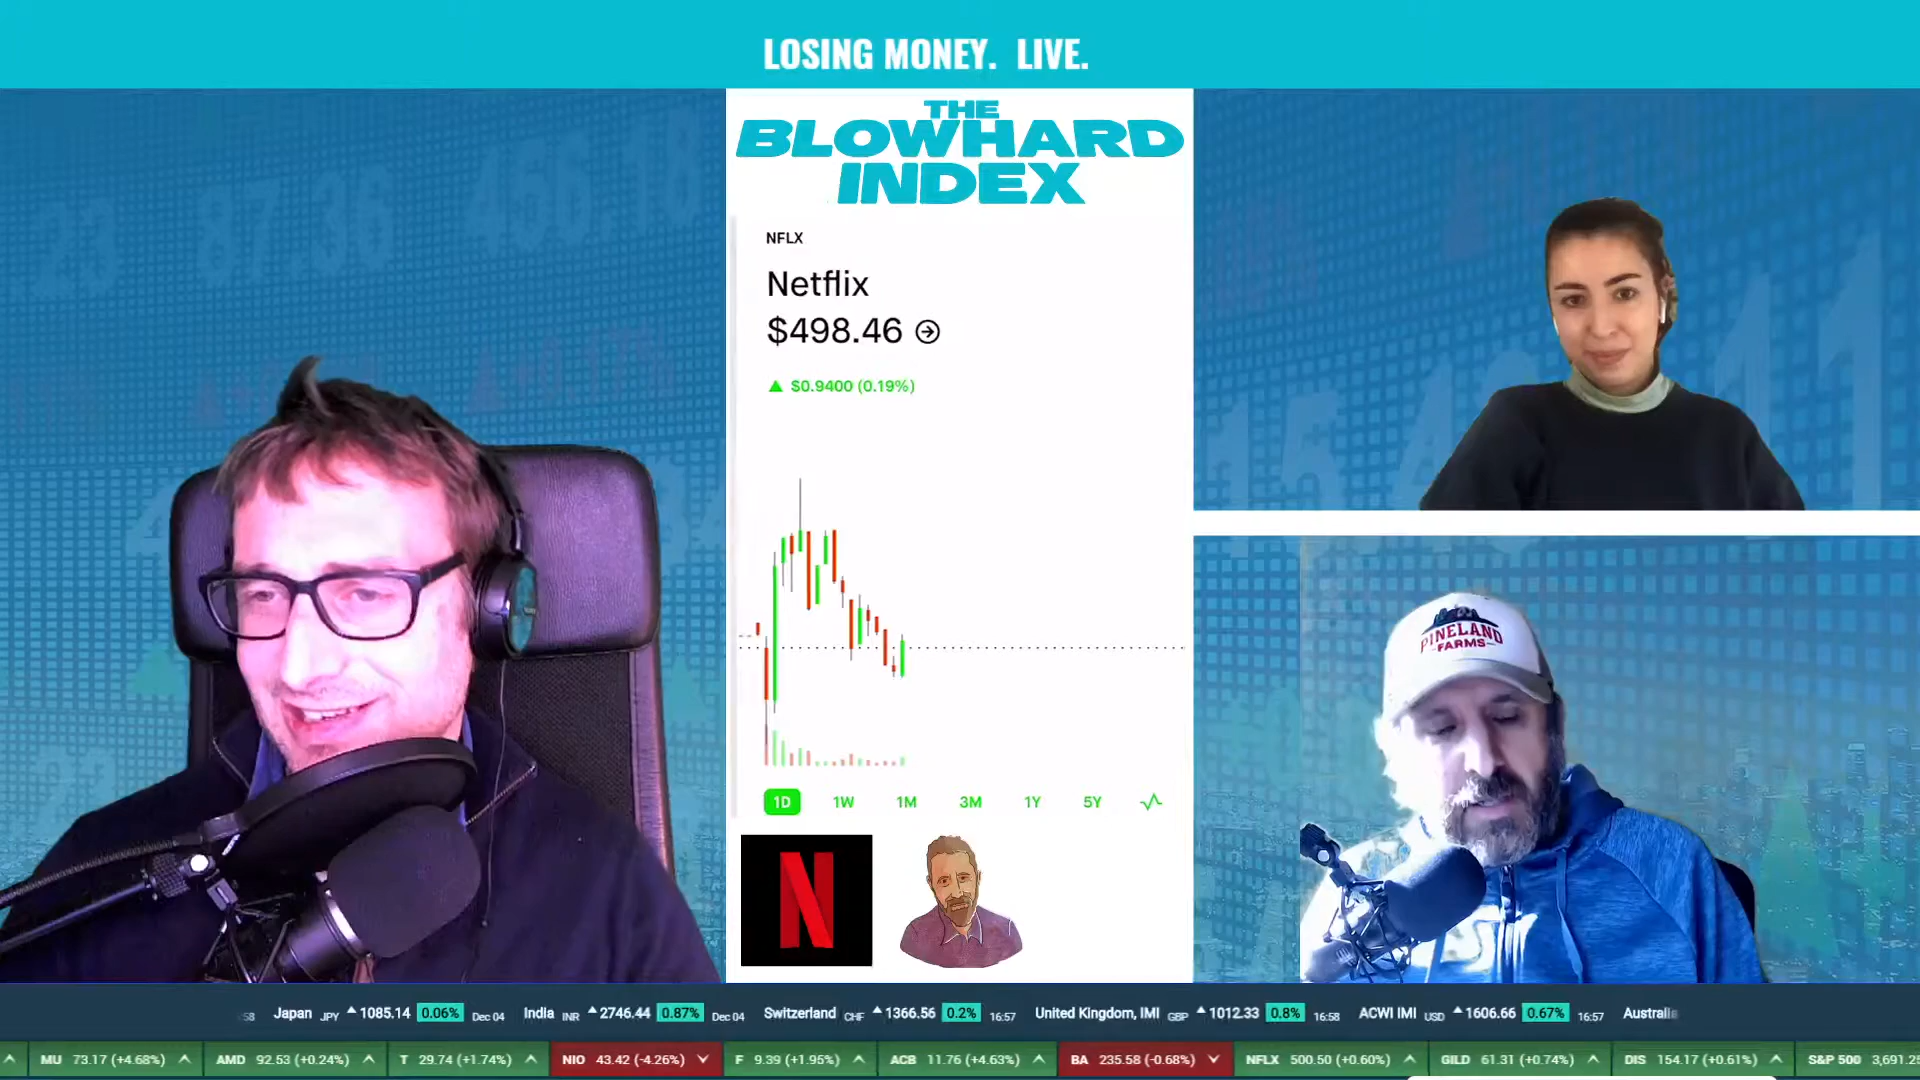 LOSING MONEY. LIVE.
THE
BLOWHARD
INDEX
NFLX
Netflix
$498.46
$0.9400 (0.19%)
1D 1W 1M 3M 1Y 5Y
N
PINELAND
FARMS
:58 Japan JPY 1085.14 0.06% Dec 04 India INR 2746.44 0.87% Dec 04 Switzerland CHF 1366.56 0.2% 16:57 United Kingdom, IMI GBP 1012.33 0.8% 16:58 ACWI IMI USD 1606.66 0.67% 16:57 Australia
MU 73.17 (+4.68%) AMD 92.53 (+0.24%) T 29.74 (+1.74%) NIO 43.42 (-4.26%) F 9.39 (+1.95%) ACB 11.76 (+4.63%) BA 235.58 (-0.68%) NFLX 500.50 (+0.60%) GILD 61.31 (+0.74%) DIS 154.17 (+0.61%) S&P 500 3,691.25